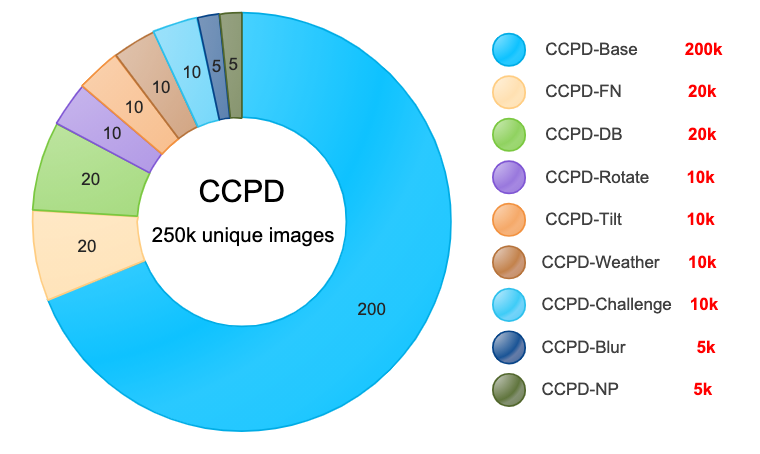 CCPD
250k unique images
200
20
20
10
10
10
10
5
5
CCPD-Base 200k
CCPD-FN 20k
CCPD-DB 20k
CCPD-Rotate 10k
CCPD-Tilt 10k
CCPD-Weather 10k
CCPD-Challenge 10k
CCPD-Blur 5k
CCPD-NP 5k